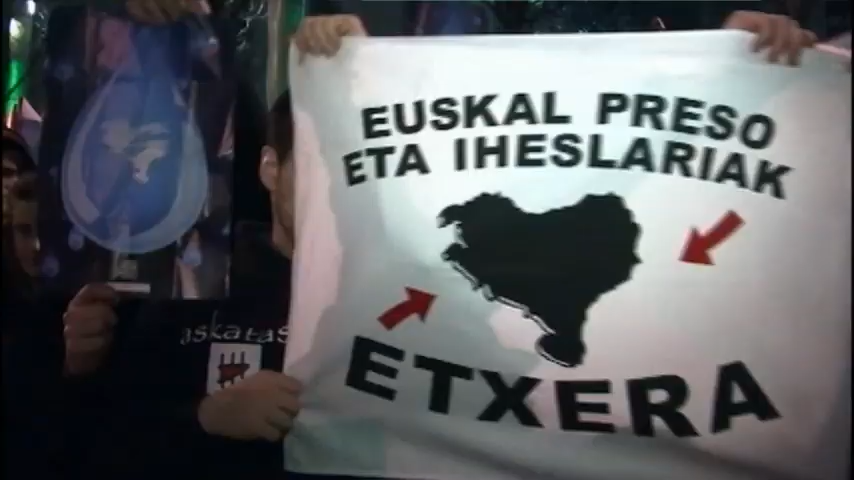 EUSKAL PRESO
ETA IHESLARIAK
ETXERA
askatas